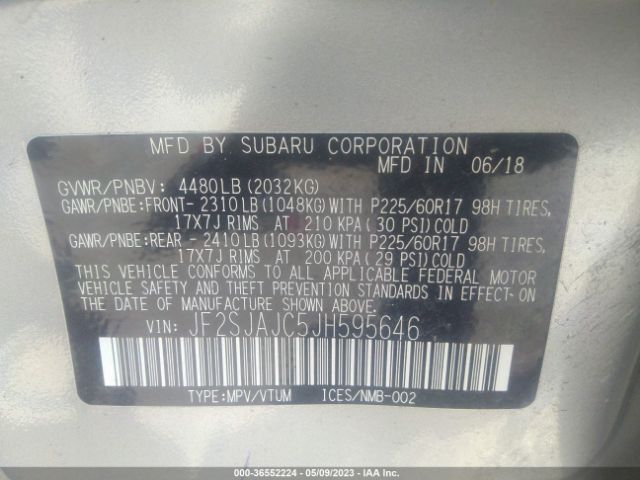 MFD BY SUBARU CORPORATION
MFD IN 06/18
GVWR/PNBV: 4480LB(2032KG)
GAWR/PNBE:FRONT- 2310LB(1048KG)WITH P225/60R17 98H TIRES,
17X7J RIMS AT 210 KPA(30 PSI)COLD
GAWR/PNBE:REAR - 2410LB(1093KG)WITH P225/60R17 98H TIRES,
17X7J RIMS AT 200 KPA(29 PSI)COLD
THIS VEHICLE CONFORMS TO ALL APPLICABLE FEDERAL MOTOR
VEHICLE SAFETY AND THEFT PREVENTION STANDARDS IN EFFECT ON
THE DATE OF MANUFACTURE SHOWN ABOVE.
VIN: JF2SJAJC5JH595646
TYPE:MPV/VTUM ICES/NMB-002
000-36552224 - 05/09/2023 - IAA Inc.